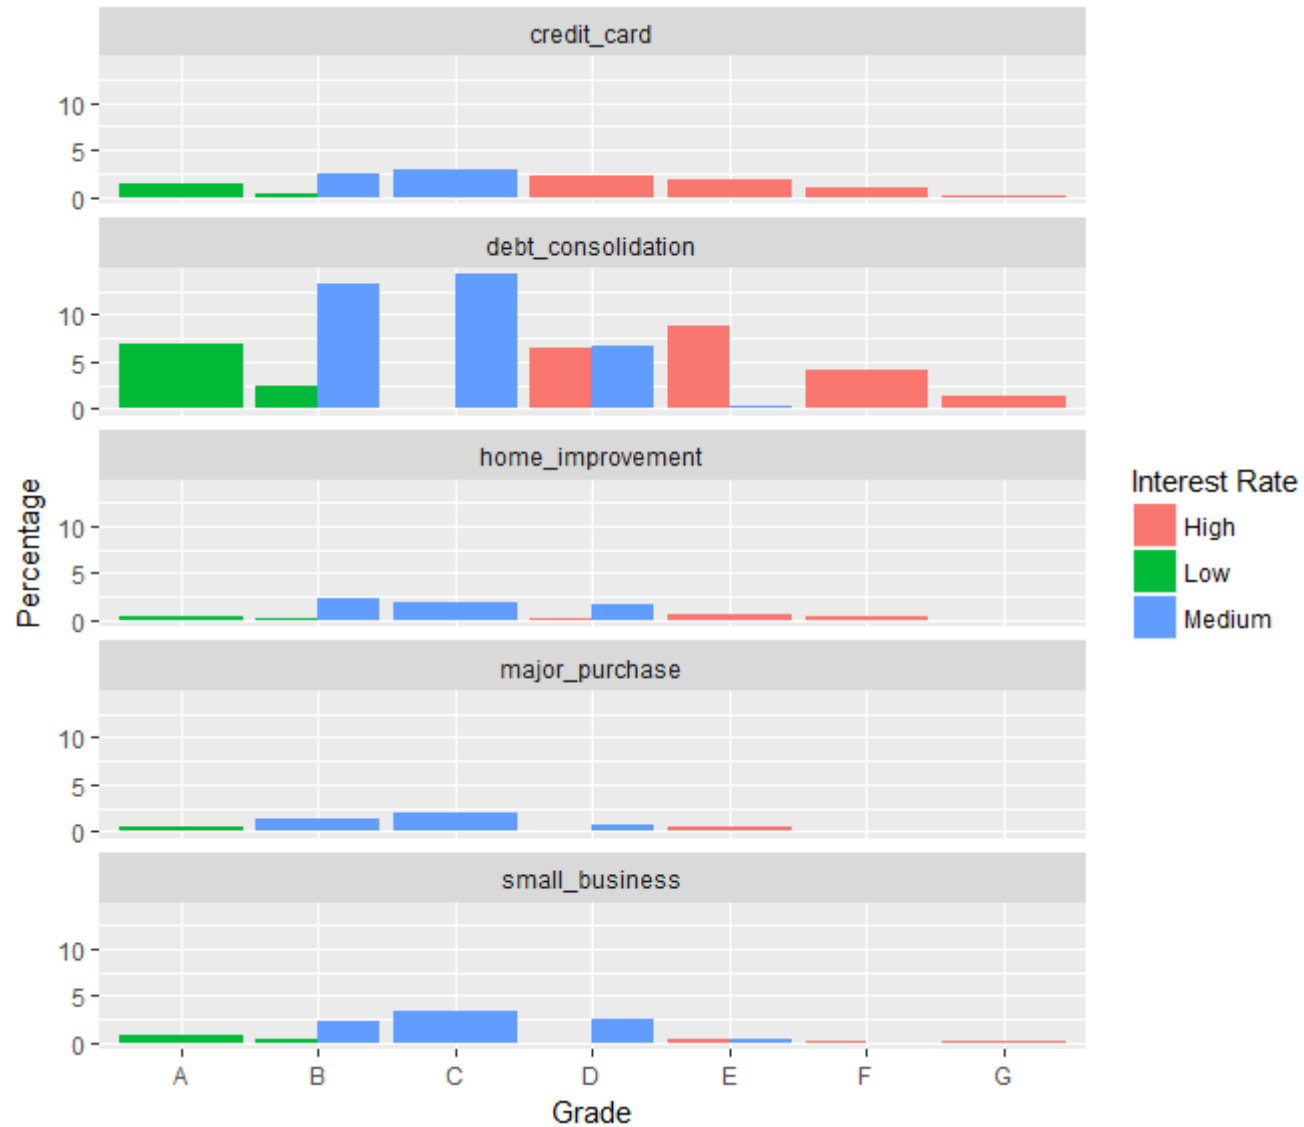 credit_card
10
5
0
debt_consolidation
10
5
0
home_improvement
10
5
0
major_purchase
10
5
0
small_business
10
5
0
A B C D E F G
Grade
Percentage
Interest Rate
High
Low
Medium